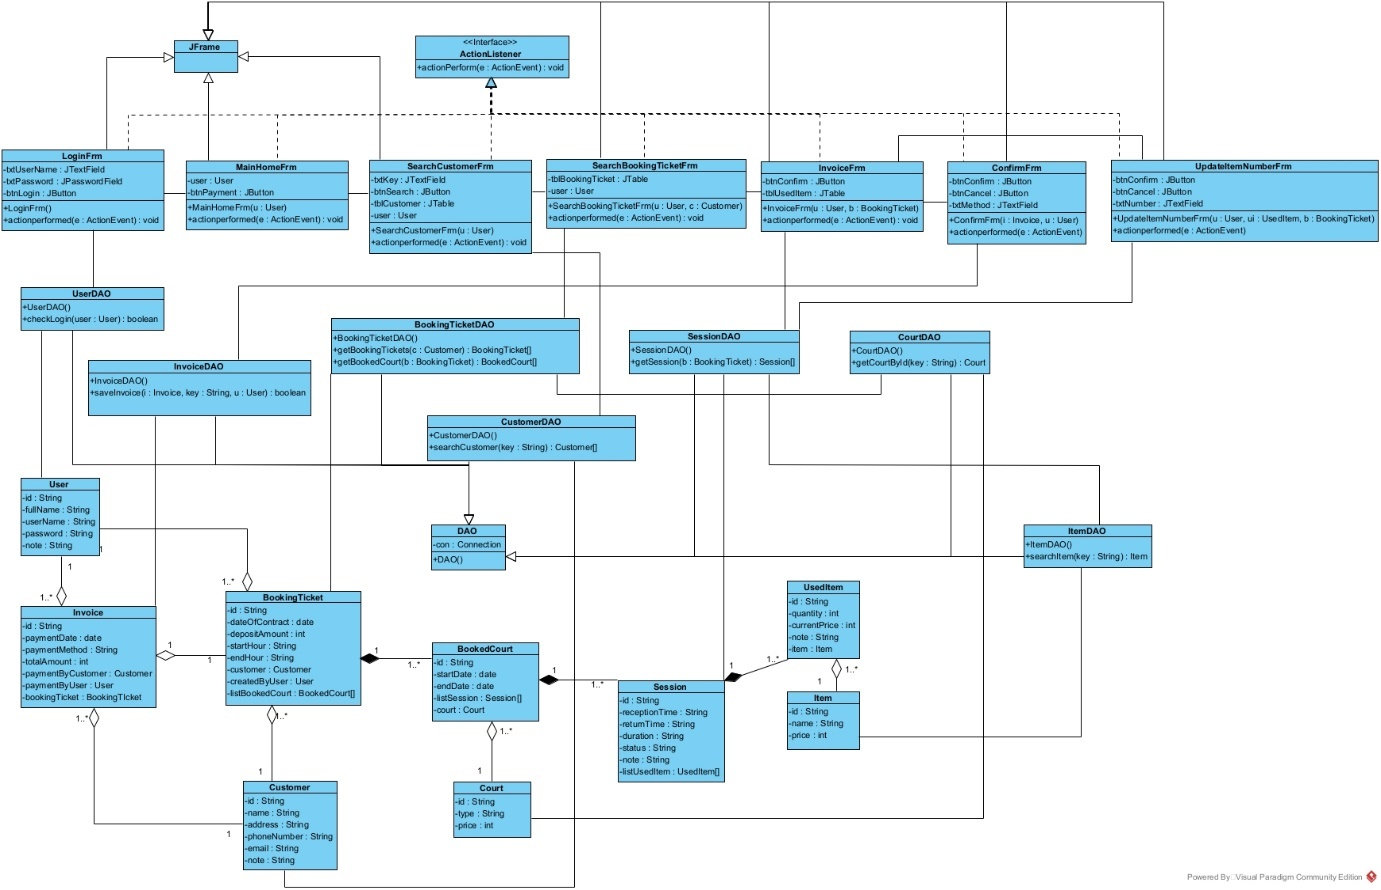 JFrame
<<Interface>>
ActionListener
+actionPerform(e : ActionEvent) : void
LoginFrm
-txtUserName : JTextField
-txtPassword : JPasswordField
-btnLogin : JButton
+LoginFrm()
+actionperformed(e : ActionEvent) : void
MainHomeFrm
-user : User
-btnPayment : JButton
+MainHomeFrm(u : User)
+actionperformed(e : ActionEvent) : void
SearchCustomerFrm
-txtKey : JTextField
-btnSearch : JButton
-tblCustomer : JTable
-user : User
+SearchCustomerFrm(u : User)
+actionperformed(e : ActionEvent) : void
SearchBookingTicketFrm
-tblBookingTicket : JTable
-user : User
+SearchBookingTicketFrm(u : User, c : Customer)
+actionperformed(e : ActionEvent) : void
InvoiceFrm
-btnConfirm : JButton
-tblUsedItem : JTable
+InvoiceFrm(u : User, b : BookingTicket)
+actionperformed(e : ActionEvent) : void
ConfirmFrm
-btnConfirm : JButton
-btnCancel : JButton
-txtMethod : JTextField
+ConfirmFrm(i : Invoice, u : User)
+actionperformed(e : ActionEvent)
UpdateItemNumberFrm
-btnConfirm : JButton
-btnCancel : JButton
-txtNumber : JTextField
+UpdateItemNumberFrm(u : User, ui : UsedItem, b : BookingTicket)
+actionperformed(e : ActionEvent)
UserDAO
+UserDAO()
+checkLogin(user : User) : boolean
InvoiceDAO
+InvoiceDAO()
+saveInvoice(i : Invoice, key : String, u : User) : boolean
BookingTicketDAO
+BookingTicketDAO()
+getBookingTickets(c : Customer) : BookingTicket[]
+getBookedCourt(b : BookingTicket) : BookedCourt[]
SessionDAO
+SessionDAO()
+getSession(b : BookingTicket) : Session[]
CourtDAO
+CourtDAO()
+getCourtById(key : String) : Court
CustomerDAO
+CustomerDAO()
+searchCustomer(key : String) : Customer[]
User
-id : String
-fullName : String
-userName : String
-password : String
-note : String
1
1
1..*
1..*
DAO
-con : Connection
+DAO()
ItemDAO
+ItemDAO()
+searchItem(key : String) : Item
Invoice
-id : String
-paymentDate : date
-paymentMethod : String
-totalAmount : int
-paymentByCustomer : Customer
-paymentByUser : User
-bookingTicket : BookingTIcket
1
1
1..*
BookingTicket
-id : String
-dateOfContract : date
-depositAmount : int
-startHour : String
-endHour : String
-customer : Customer
-createdByUser : User
-listBookedCourt : BookedCourt[]
1
1..*
1..*
BookedCourt
-id : String
-startDate : date
-endDate : date
-listSession : Session[]
-court : Court
1
1..*
1..*
UsedItem
-id : String
-quantity : int
-currentPrice : int
-note : String
-item : Item
1
1..*
1..*
Session
-id : String
-receptionTime : String
-returnTime : String
-duration : String
-status : String
-note : String
-listUsedItem : UsedItem[]
1
Item
-id : String
-name : String
-price : int
1
1
Customer
-id : String
-name : String
-address : String
-phoneNumber : String
-email : String
-note : String
1
Court
-id : String
-type : String
-price : int
Powered By Visual Paradigm Community Edition